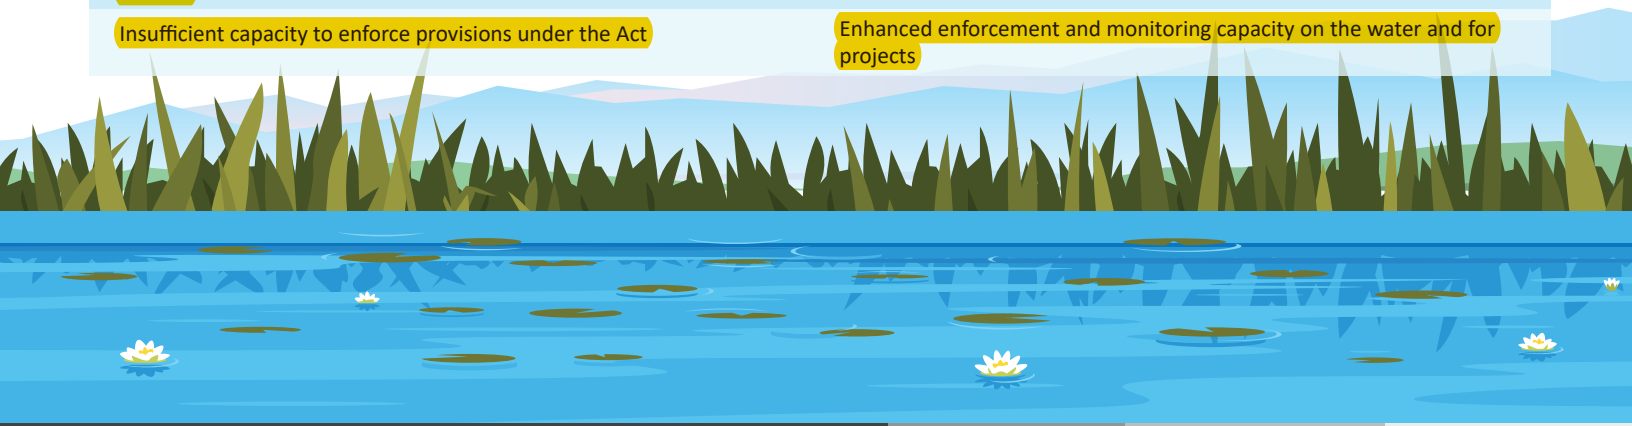 Insufficient capacity to enforce provisions under the Act
Enhanced enforcement and monitoring capacity on the water and for
projects